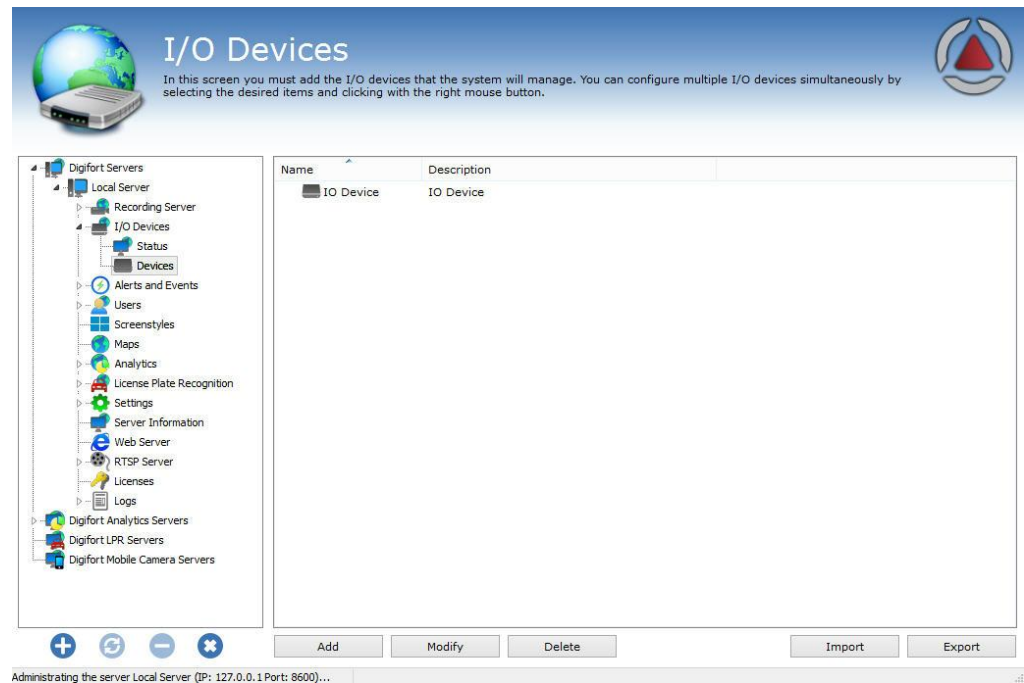 I/O Devices
In this screen you must add the I/O devices that the system will manage. You can configure multiple I/O devices simultaneously by
selecting the desired items and clicking with the right mouse button.
Digifort Servers
Local Server
Recording Server
I/O Devices
Status
Devices
Alerts and Events
Users
Screenstyles
Maps
Analytics
License Plate Recognition
Settings
Server Information
Web Server
RTSP Server
Licenses
Logs
Digifort Analytics Servers
Digifort LPR Servers
Digifort Mobile Camera Servers
Name Description
IO Device IO Device
Add Modify Delete Import Export
Administrating the server Local Server (IP: 127.0.0.1 Port: 8600)...